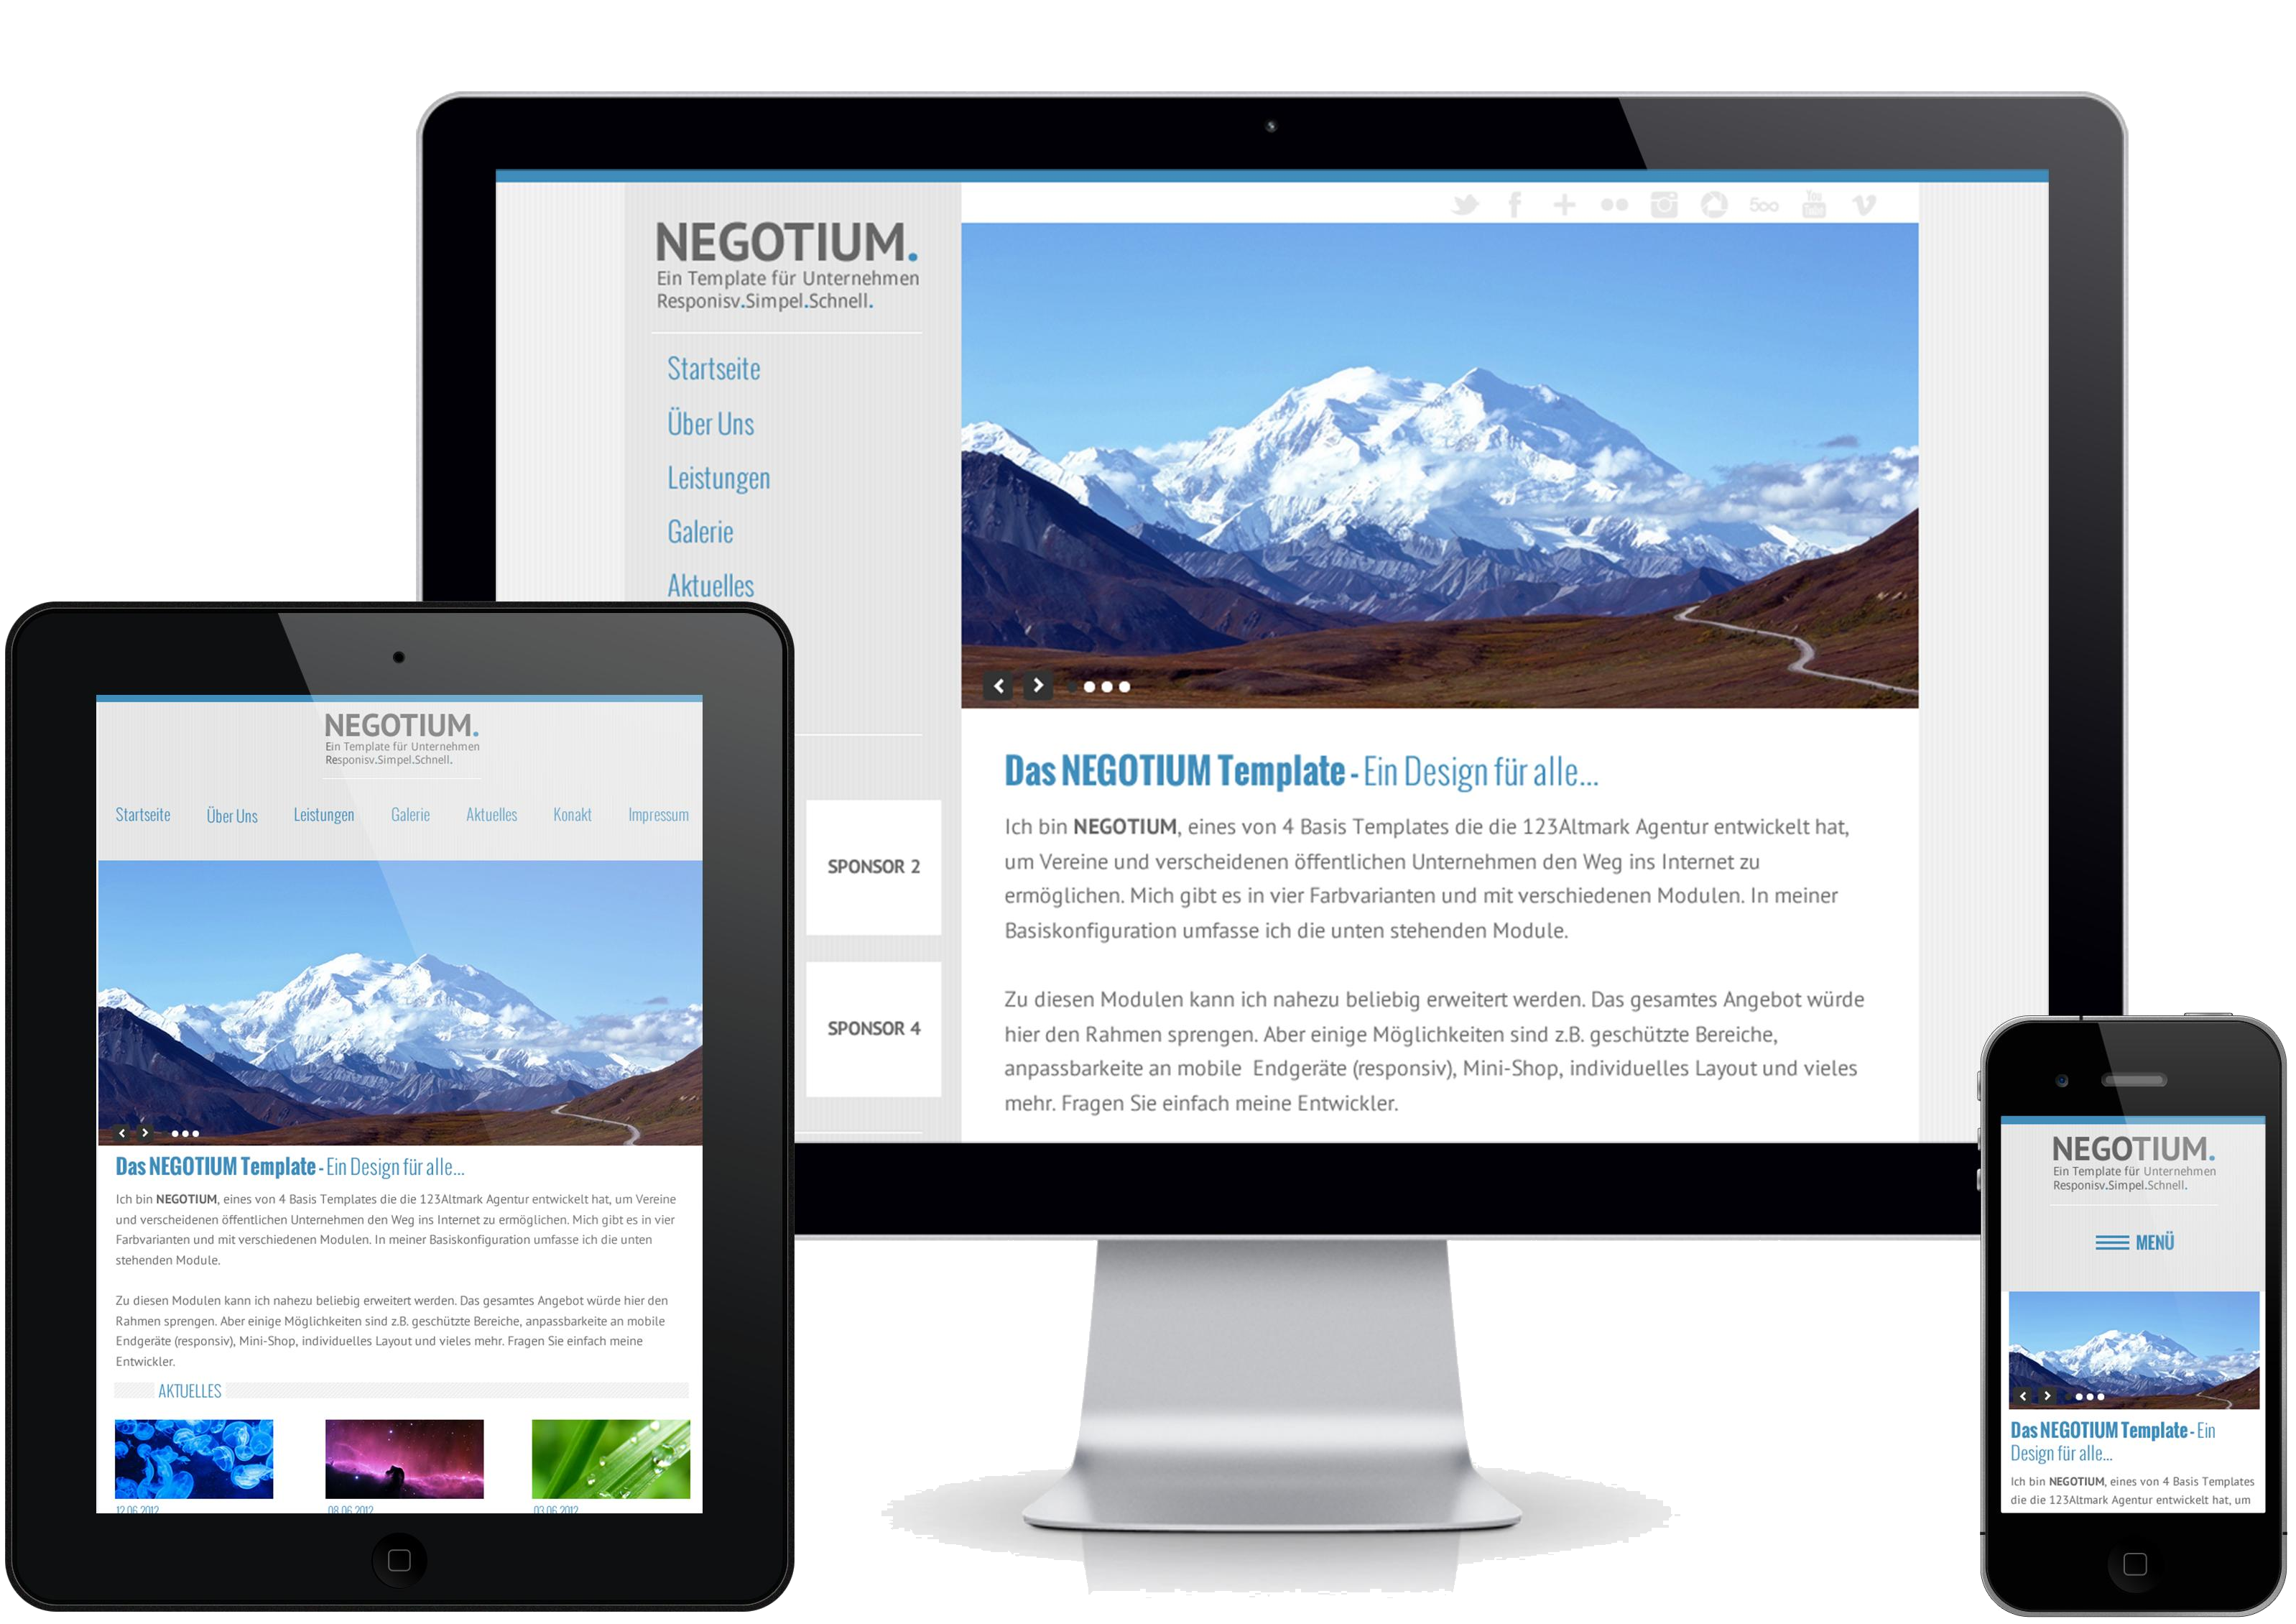 NEGOTIUM.
Ein Template für Unternehmen
Responisv.Simpel.Schnell.
Startseite
Über Uns
Leistungen
Galerie
Aktuelles
SPONSOR 2
SPONSOR 4
500
You
Tube
Das NEGOTIUM Template - Ein Design für alle...
Ich bin NEGOTIUM, eines von 4 Basis Templates die die 123Altmark Agentur entwickelt hat,
um Vereine und verscheidenen öffentlichen Unternehmen den Weg ins Internet zu
ermöglichen. Mich gibt es in vier Farbvarianten und mit verschiedenen Modulen. In meiner
Basiskonfiguration umfasse ich die unten stehenden Module.
Zu diesen Modulen kann ich nahezu beliebig erweitert werden. Das gesamtes Angebot würde
hier den Rahmen sprengen. Aber einige Möglichkeiten sind z.B. geschützte Bereiche,
anpassbarkeite an mobile Endgeräte (responsiv), Mini-Shop, individuelles Layout und vieles
mehr. Fragen Sie einfach meine Entwickler.
NEGOTIUM.
Ein Template für Unternehmen
Responisv.Simpel.Schnell.
Startseite Über Uns Leistungen Galerie Aktuelles Konakt Impressum
Das NEGOTIUM Template - Ein Design für alle...
Ich bin NEGOTIUM, eines von 4 Basis Templates die die 123Altmark Agentur entwickelt hat, um Vereine
und verscheidenen öffentlichen Unternehmen den Weg ins Internet zu ermöglichen. Mich gibt es in vier
Farbvarianten und mit verschiedenen Modulen. In meiner Basiskonfiguration umfasse ich die unten
stehenden Module.
Zu diesen Modulen kann ich nahezu beliebig erweitert werden. Das gesamtes Angebot würde hier den
Rahmen sprengen. Aber einige Möglichkeiten sind z.B. geschützte Bereiche, anpassbarkeite an mobile
Endgeräte (responsiv), Mini-Shop, individuelles Layout und vieles mehr. Fragen Sie einfach meine
Entwickler.
AKTUELLES
12.06.2012 08.06.2012 03.06.2012
NEGOTIUM.
Ein Template für Unternehmen
Responisv.Simpel.Schnell.
MENÜ
Das NEGOTIUM Template - Ein
Design für alle...
Ich bin NEGOTIUM, eines von 4 Basis Templates
die die 123Altmark Agentur entwickelt hat, um